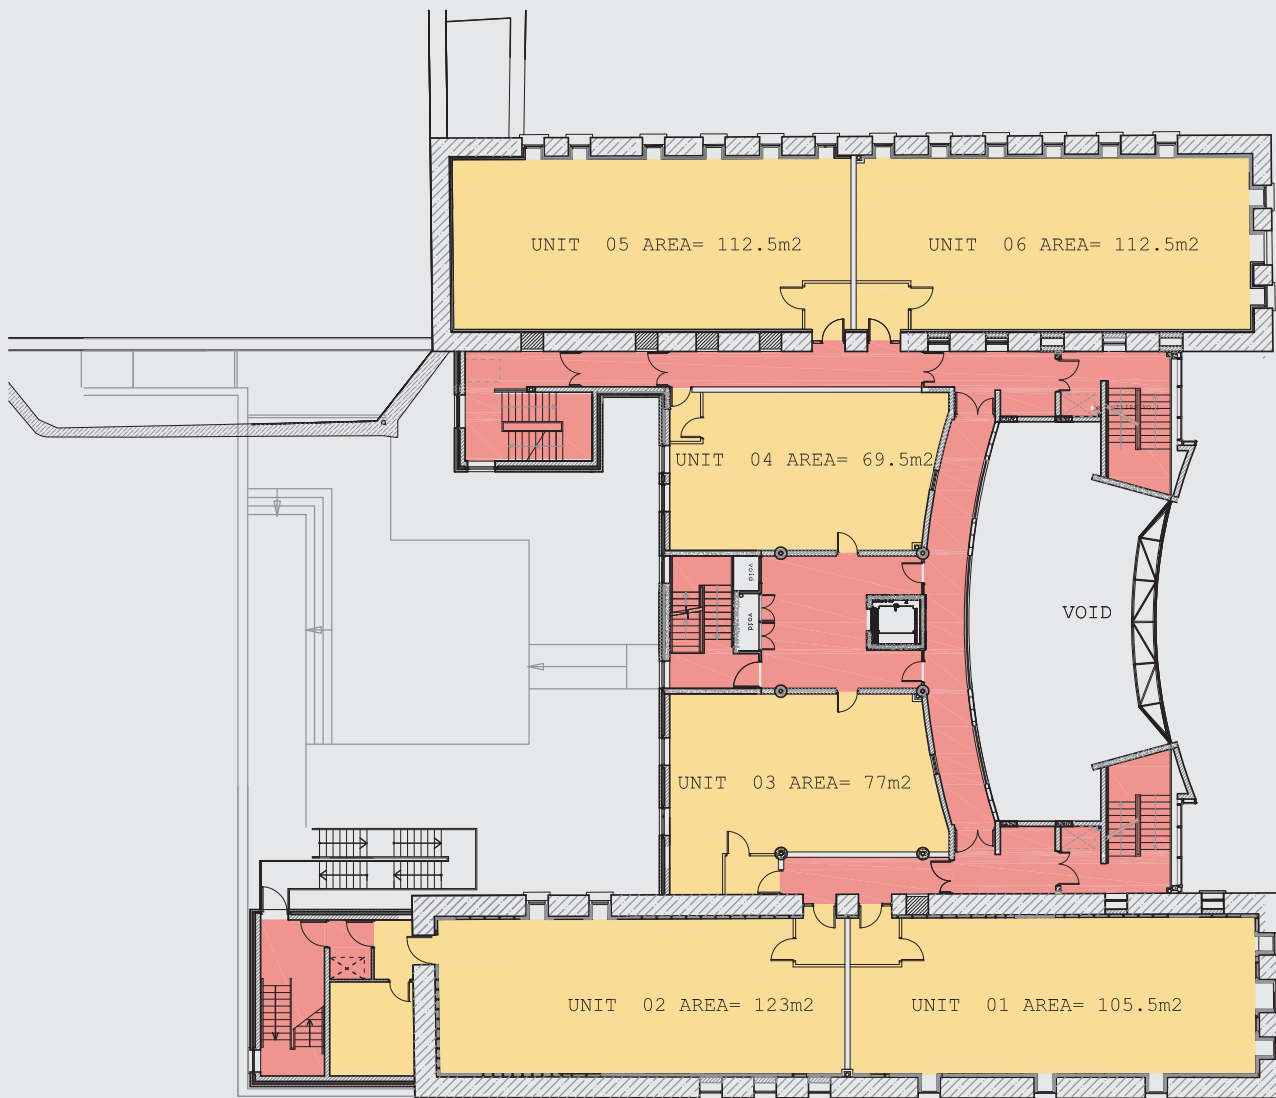 UNIT 05 AREA= 112.5m2
UNIT 06 AREA= 112.5m2
UNIT 04 AREA= 69.5m2
void
void
VOID
UNIT 03 AREA= 77m2
UNIT 02 AREA= 123m2
UNIT 01 AREA= 105.5m2